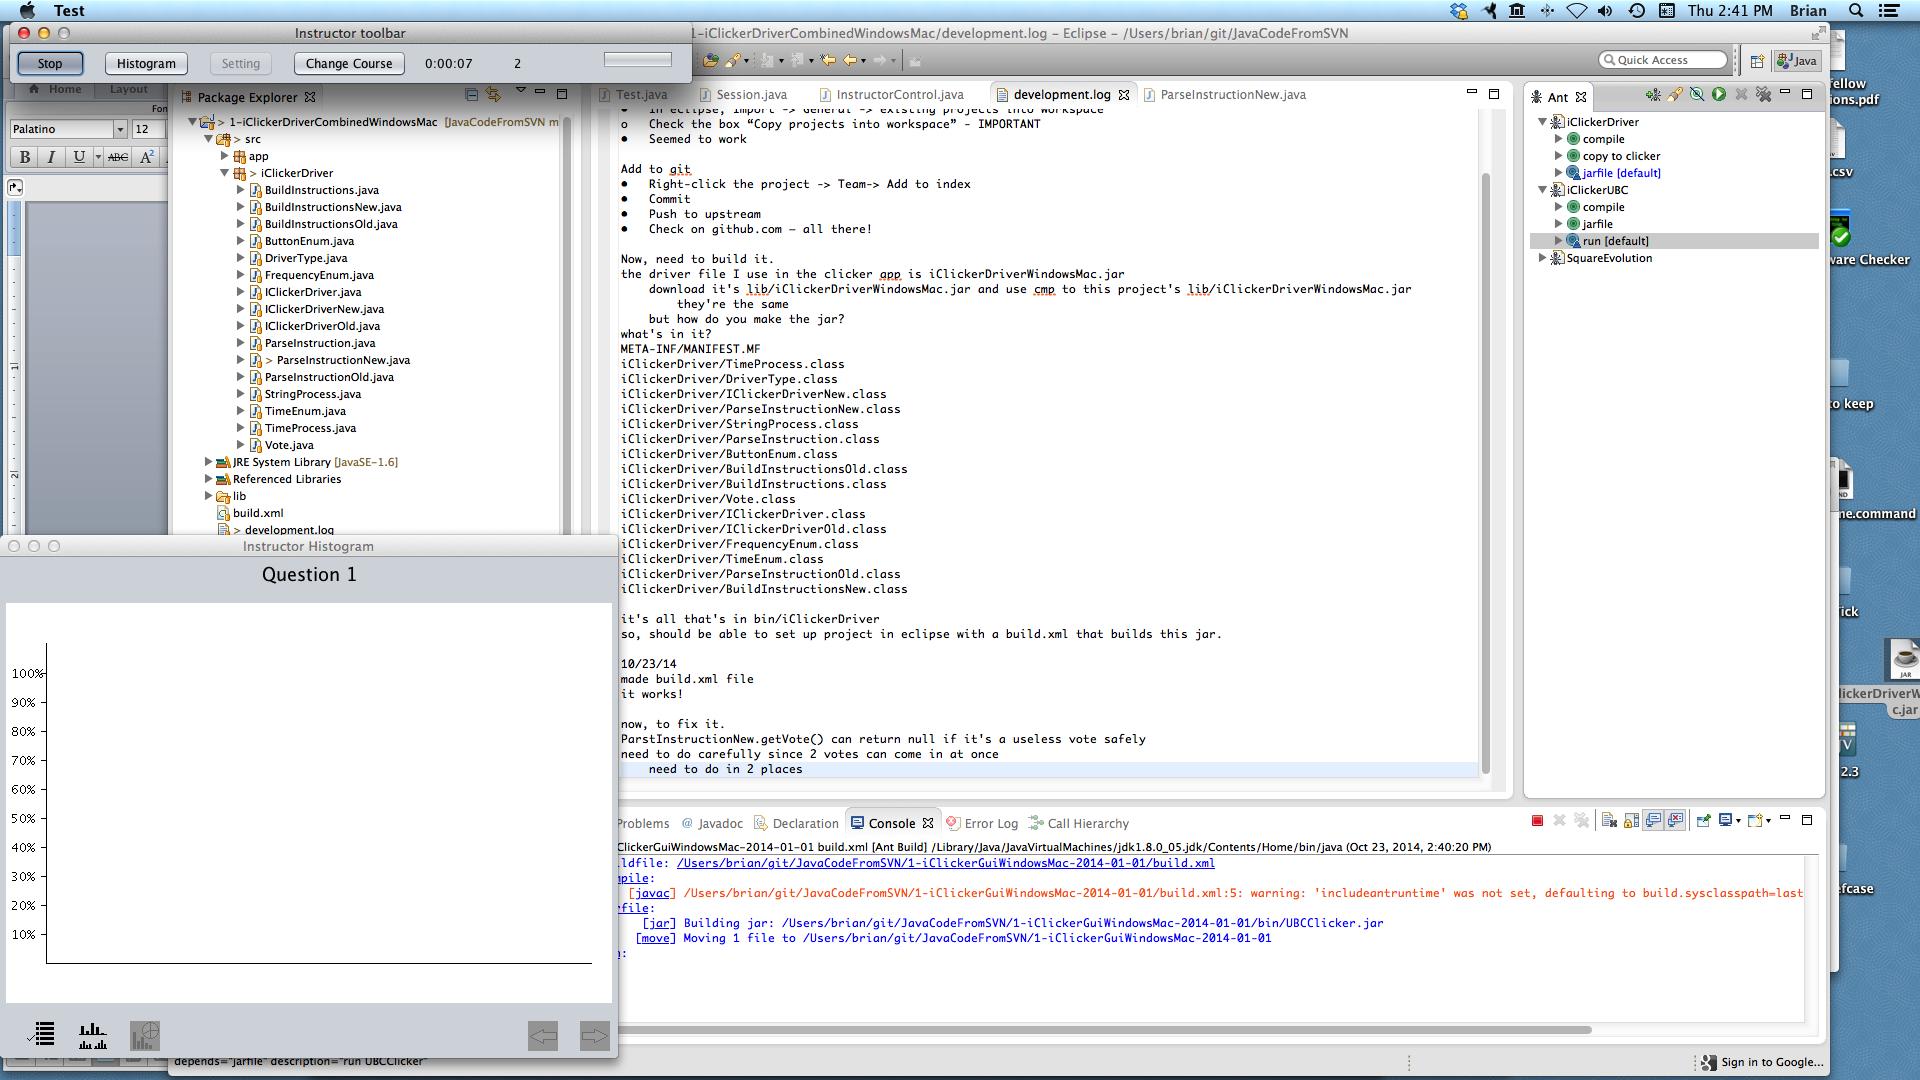 Test
Thu 2:41 PM Brian
Instructor toolbar
1-iClickerDriverCombinedWindowsMac/development.log - Eclipse - /Users/brian/git/JavaCodeFromSVN
Stop Histogram Setting Change Course 0:00:07 2
Quick Access Java
Home Layout
Palatino 12
B I U ABC A2
Package Explorer
1-iClickerDriverCombinedWindowsMac [JavaCodeFromSVN m
> src
app
> iClickerDriver
BuildInstructions.java
BuildInstructionsNew.java
BuildInstructionsOld.java
ButtonEnum.java
DriverType.java
FrequencyEnum.java
IClickerDriver.java
IClickerDriverNew.java
IClickerDriverOld.java
ParseInstruction.java
> ParseInstructionNew.java
ParseInstructionOld.java
StringProcess.java
TimeEnum.java
TimeProcess.java
Vote.java
JRE System Library [JavaSE-1.6]
Referenced Libraries
lib
build.xml
> development.log
Test.java Session.java InstructorControl.java development.log ParseInstructionNew.java
• In eclipse, Import -> General -> existing projects into workspace
o Check the box “Copy projects into workspace” - IMPORTANT
• Seemed to work
Add to git
• Right-click the project -> Team-> Add to index
• Commit
• Push to upstream
• Check on github.com – all there!
Now, need to build it.
the driver file I use in the clicker app is iClickerDriverWindowsMac.jar
download it's lib/iClickerDriverWindowsMac.jar and use cmp to this project's lib/iClickerDriverWindowsMac.jar
they're the same
but how do you make the jar?
what's in it?
META-INF/MANIFEST.MF
iClickerDriver/TimeProcess.class
iClickerDriver/DriverType.class
iClickerDriver/IClickerDriverNew.class
iClickerDriver/ParseInstructionNew.class
iClickerDriver/StringProcess.class
iClickerDriver/ParseInstruction.class
iClickerDriver/ButtonEnum.class
iClickerDriver/BuildInstructionsOld.class
iClickerDriver/BuildInstructions.class
iClickerDriver/Vote.class
iClickerDriver/IClickerDriver.class
iClickerDriver/IClickerDriverOld.class
iClickerDriver/FrequencyEnum.class
iClickerDriver/TimeEnum.class
iClickerDriver/ParseInstructionOld.class
iClickerDriver/BuildInstructionsNew.class
it's all that's in bin/iClickerDriver
so, should be able to set up project in eclipse with a build.xml that builds this jar.
10/23/14
made build.xml file
it works!
now, to fix it.
ParstInstructionNew.getVote() can return null if it's a useless vote safely
need to do carefully since 2 votes can come in at once
need to do in 2 places
Ant
iClickerDriver
compile
copy to clicker
jarfile [default]
iClickerUBC
compile
jarfile
run [default]
SquareEvolution
Problems @ Javadoc Declaration Console Error Log Call Hierarchy
ClickerGuiWindowsMac-2014-01-01 build.xml [Ant Build] /Library/Java/JavaVirtualMachines/jdk1.8.0_05.jdk/Contents/Home/bin/java (Oct 23, 2014, 2:40:20 PM)
ldfile: /Users/brian/git/JavaCodeFromSVN/1-iClickerGuiWindowsMac-2014-01-01/build.xml
mpile:
[javac] /Users/brian/git/JavaCodeFromSVN/1-iClickerGuiWindowsMac-2014-01-01/build.xml:5: warning: 'includeantruntime' was not set, defaulting to build.sysclasspath=last
rfile:
[jar] Building jar: /Users/brian/git/JavaCodeFromSVN/1-iClickerGuiWindowsMac-2014-01-01/bin/UBCClicker.jar
[move] Moving 1 file to /Users/brian/git/JavaCodeFromSVN/1-iClickerGuiWindowsMac-2014-01-01
Instructor Histogram
Question 1
100%
90%
80%
70%
60%
50%
40%
30%
20%
10%
depends="jarfile" description="run UBCClicker"
Sign in to Google...
fellow
ions.pdf
.csv
ware Checker
to keep
me.command
ick
JAR
lickerDriverW
c.jar
2.3
efcase